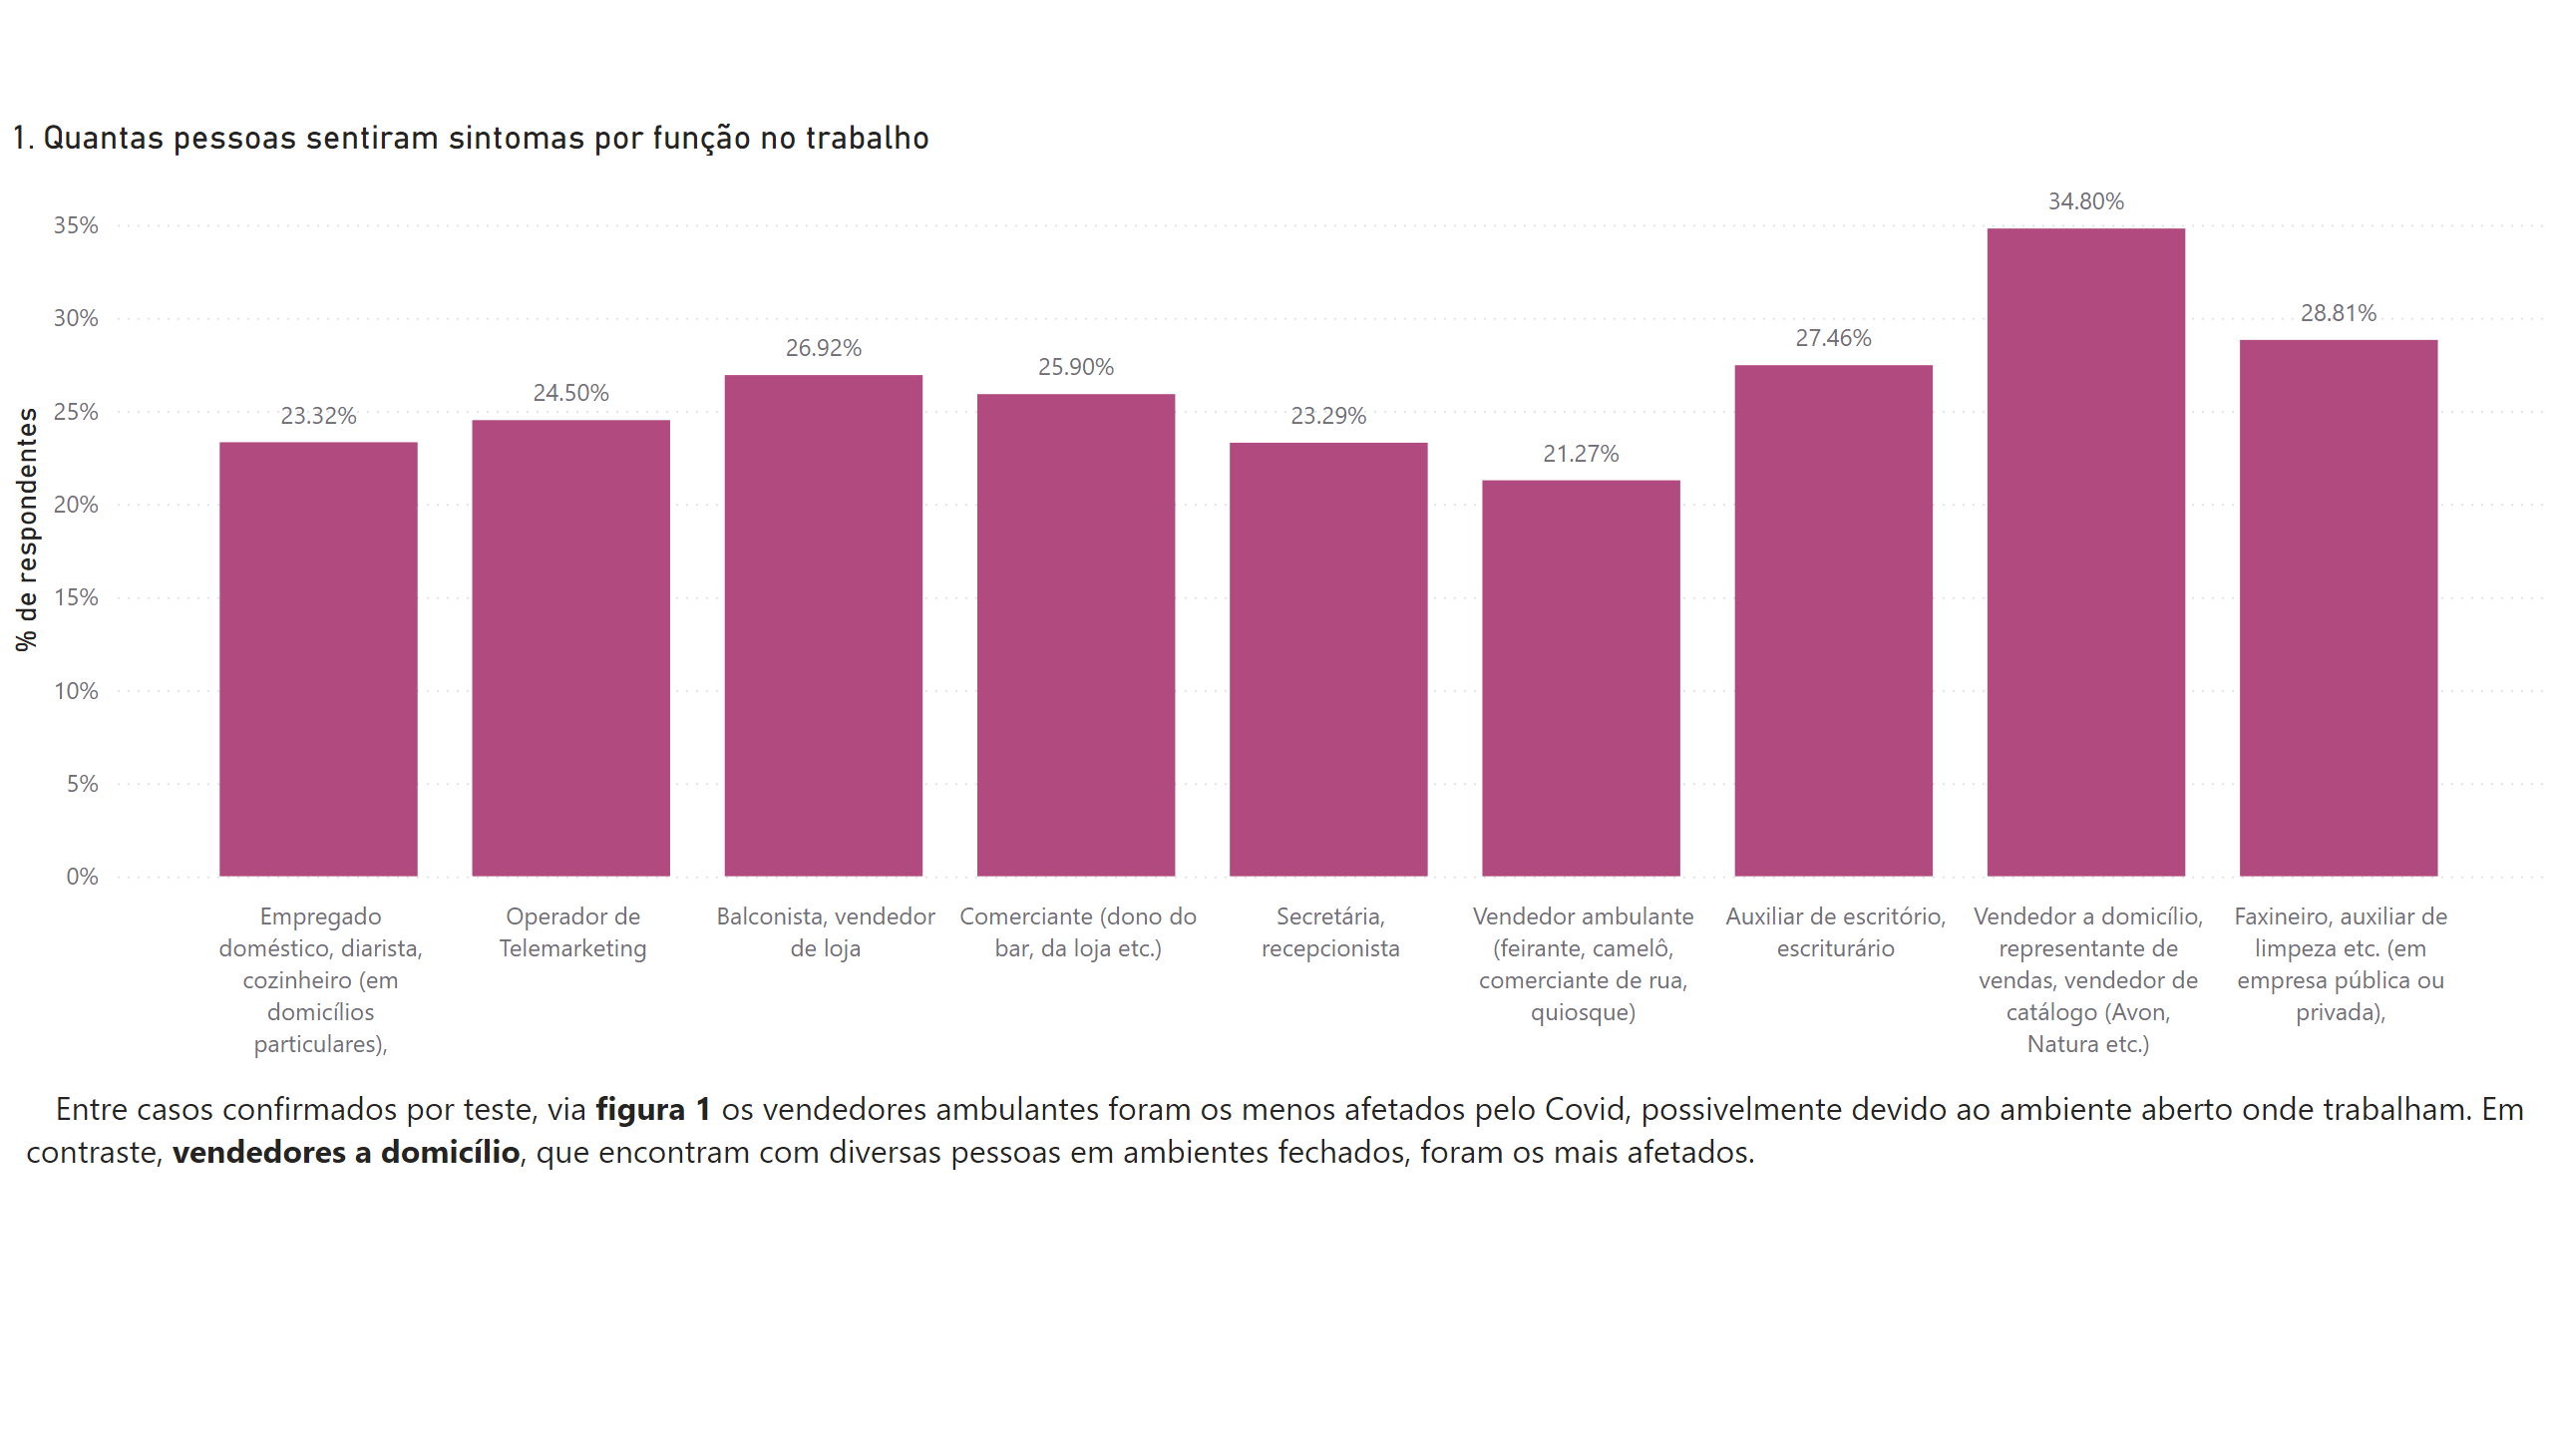 1. Quantas pessoas sentiram sintomas por função no trabalho
% de respondentes
35%
30%
25%
20%
15%
10%
5%
0%
23.32%
24.50%
26.92%
25.90%
23.29%
21.27%
27.46%
34.80%
28.81%
Empregado
doméstico, diarista,
cozinheiro (em
domicílios
particulares),
Operador de
Telemarketing
Balconista, vendedor
de loja
Comerciante (dono do
bar, da loja etc.)
Secretária,
recepcionista
Vendedor ambulante
(feirante, camelô,
comerciante de rua,
quiosque)
Auxiliar de escritório,
escriturário
Vendedor a domicílio,
representante de
vendas, vendedor de
catálogo (Avon,
Natura etc.)
Faxineiro, auxiliar de
limpeza etc. (em
empresa pública ou
privada),
Entre casos confirmados por teste, via figura 1 os vendedores ambulantes foram os menos afetados pelo Covid, possivelmente devido ao ambiente aberto onde trabalham. Em
contraste, vendedores a domicílio, que encontram com diversas pessoas em ambientes fechados, foram os mais afetados.